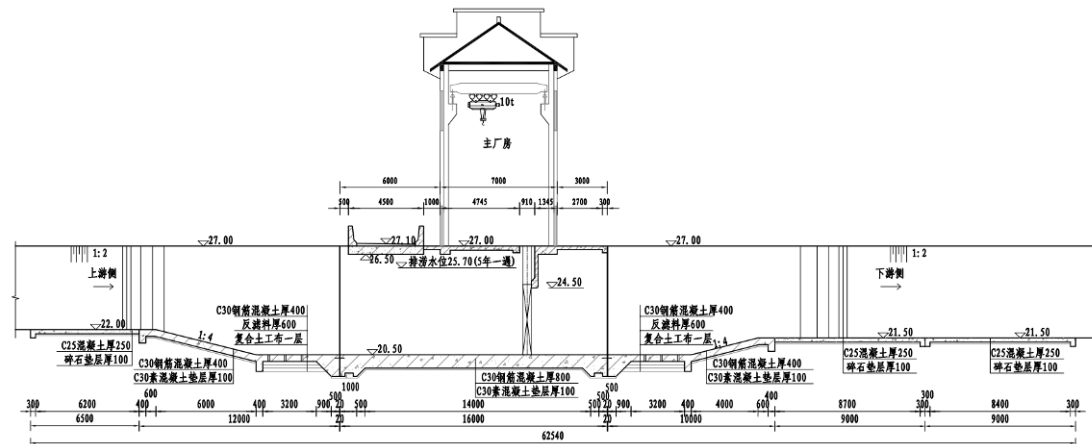 10t
主厂房
6000 7000 3000
500 4500 1000 4745 910 1345 2700 300
27.00 27.10 27.00 27.00
1:2 26.50 排涝水位25.70(5年一遇) 1:2
上游侧 24.50 下游侧
C30钢筋混凝土厚400 C30钢筋混凝土厚400
反滤料厚600 反滤料厚600
复合土工布一层 复合土工布一层
22.00 1:4 21.50 21.50
C25混凝土厚250 20.50 1:4 C25混凝土厚250 C25混凝土厚250
碎石垫层厚100 碎石垫层厚100 碎石垫层厚100
C30钢筋混凝土厚400 C30钢筋混凝土厚800 C30钢筋混凝土厚400
C30素混凝土垫层厚100 C30素混凝土垫层厚100 C30素混凝土垫层厚100
600 1000 500 500 400 300
300 6200 400 6000 400 3200 900 20 500 14000 500 20 900 3200 400 4000 600 8700 300 8400 300
6500 12000 20 16000 20 10000 9000 9000
62540